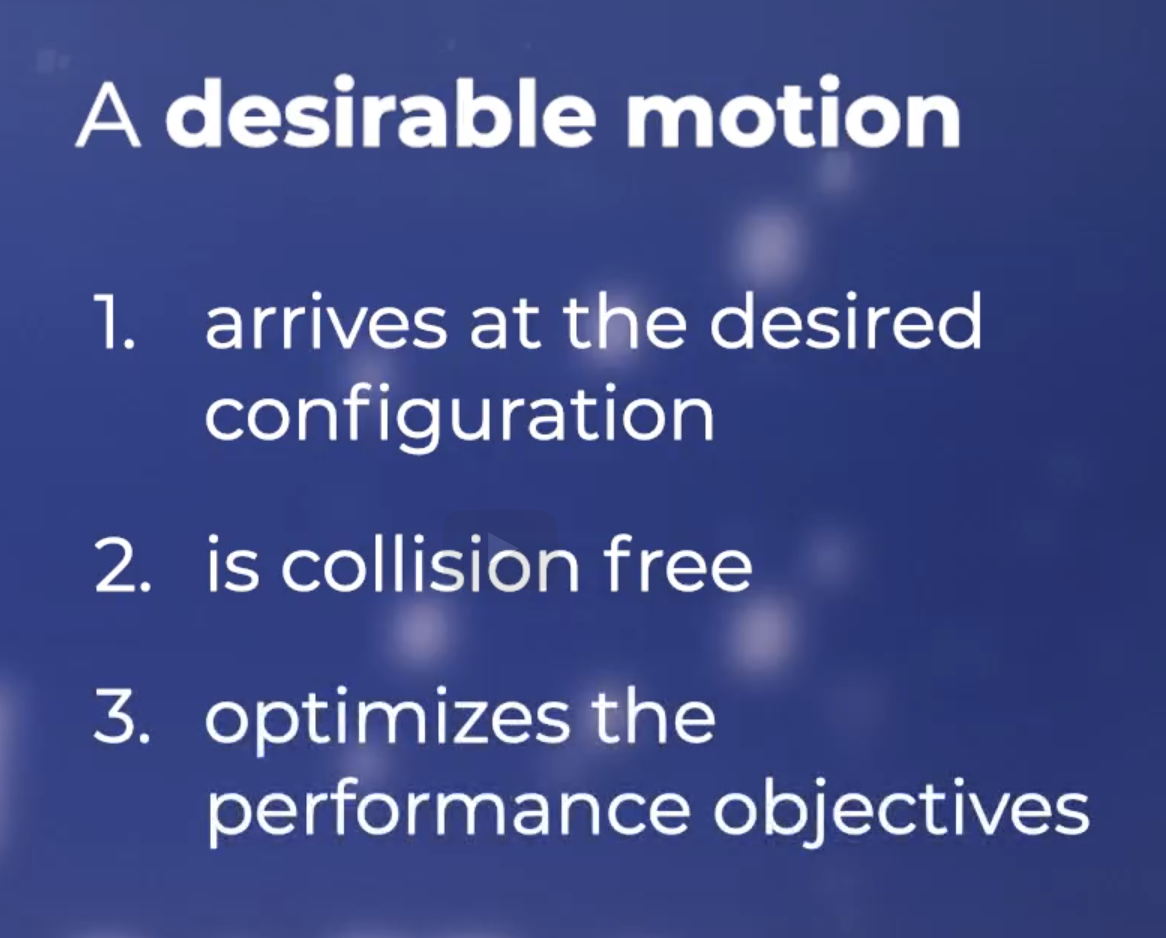 A desirable motion
1. arrives at the desired
configuration
2. is collision free
3. optimizes the
performance objectives